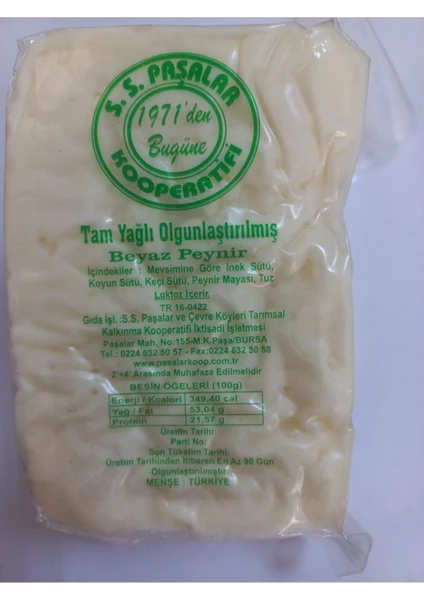 S. S. PAŞALAR
1971'den
Bugüne
KOOPERATİFİ
Tam Yağlı Olgunlaştırılmış
Beyaz Peynir
İçindekiler : Mevsimine Göre İnek Sütü,
Koyun Sütü, Keçi Sütü, Peynir Mayası, Tuz
Laktoz İçerir.
TR 16-0422
Gıda İşl. :S.S. Paşalar ve Çevre Köyleri Tarımsal
Kalkınma Kooperatifi İktisadi İşletmesi
Paşalar Mah. No:155-M.K.Paşa/BURSA
Tel.: 0224 632 50 57 - Fax:0224 632 50 58
www.pasalarkoop.com.tr
2°+4° Arasında Muhafaza Edilmelidir
BESİN ÖGELERİ (100g)
Enerji / Kcalori 349,40 cal
Yağ / Fat 53,04 g
Protein 21,57 g
Üretim Tarihi
Parti No:
Son Tüketim Tarihi;
Üretim Tarihinden İtibaren En Az 90 Gün
Olgunlaştırılmıştır.
MENŞE : TÜRKİYE